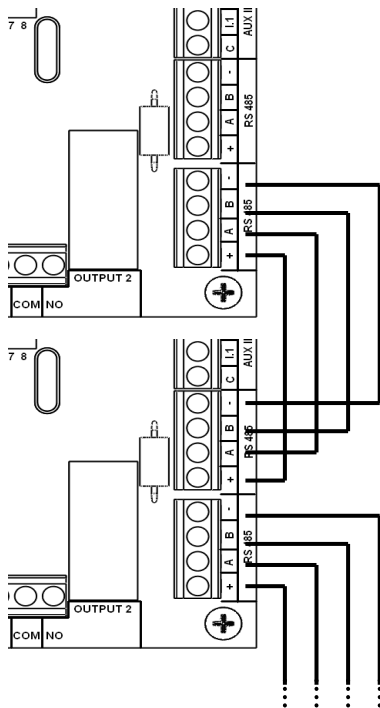 7 8
C I.1 AUX II
+ A B -
RS 485
+ A B -
RS 485
OUTPUT 2
COM NO
7 8
C I.1 AUX II
+ A B -
RS 485
+ A B -
RS 485
OUTPUT 2
COM NO